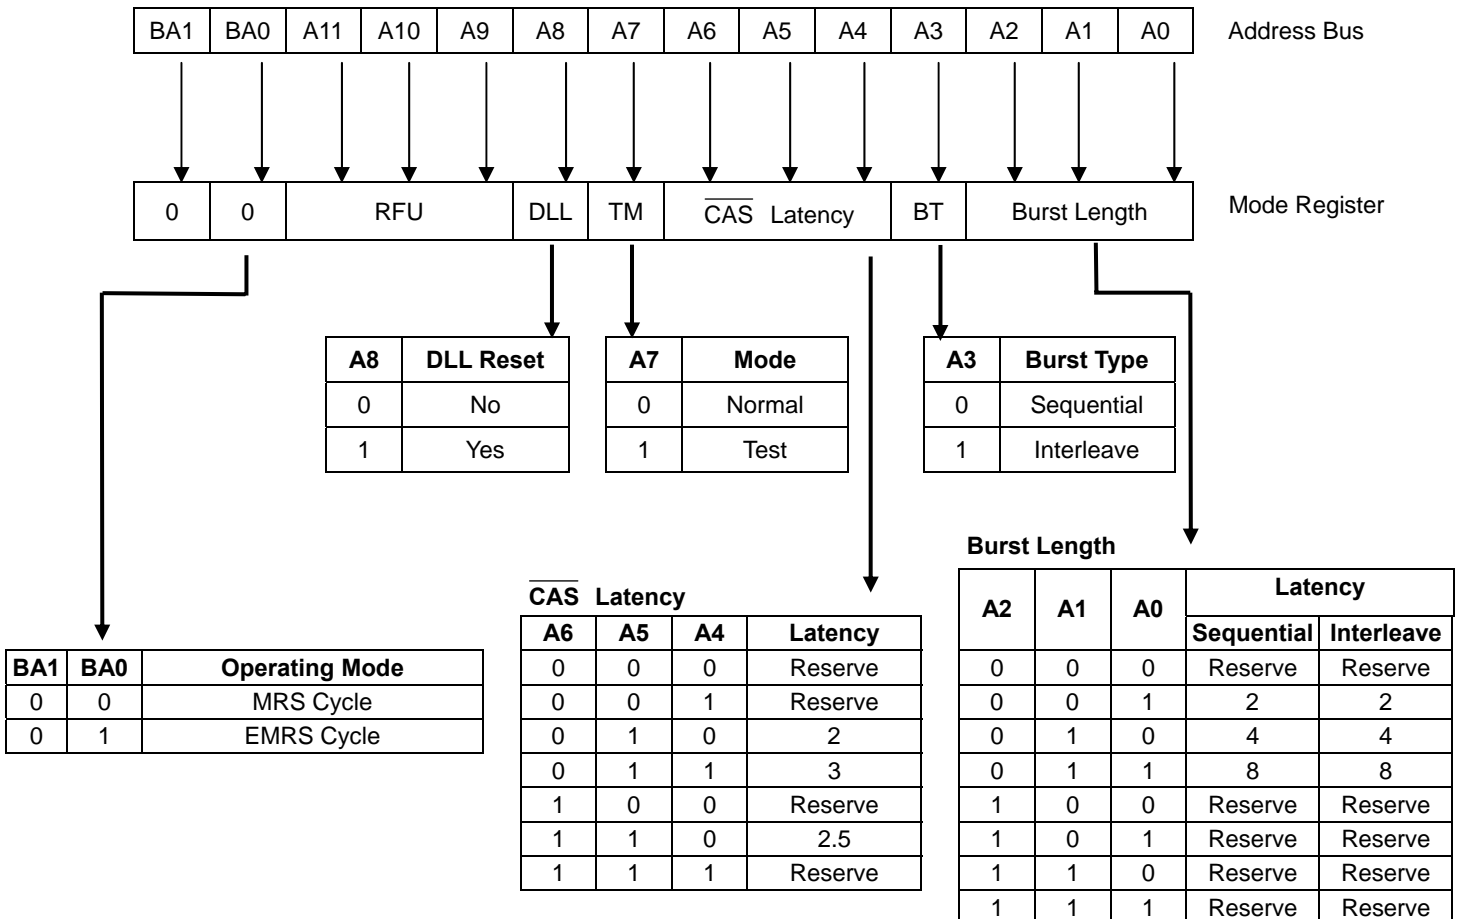 BA1 BA0 A11 A10 A9 A8 A7 A6 A5 A4 A3 A2 A1 A0 Address Bus
0 0 RFU DLL TM CAS Latency BT Burst Length Mode Register
A8 DLL Reset
0 No
1 Yes
A7 Mode
0 Normal
1 Test
A3 Burst Type
0 Sequential
1 Interleave
BA1 BA0 Operating Mode
0 0 MRS Cycle
0 1 EMRS Cycle
CAS Latency
A6 A5 A4 Latency
0 0 0 Reserve
0 0 1 Reserve
0 1 0 2
0 1 1 3
1 0 0 Reserve
1 1 0 2.5
1 1 1 Reserve
Burst Length
A2 A1 A0 Latency
Sequential Interleave
0 0 0 Reserve Reserve
0 0 1 2 2
0 1 0 4 4
0 1 1 8 8
1 0 0 Reserve Reserve
1 0 1 Reserve Reserve
1 1 0 Reserve Reserve
1 1 1 Reserve Reserve